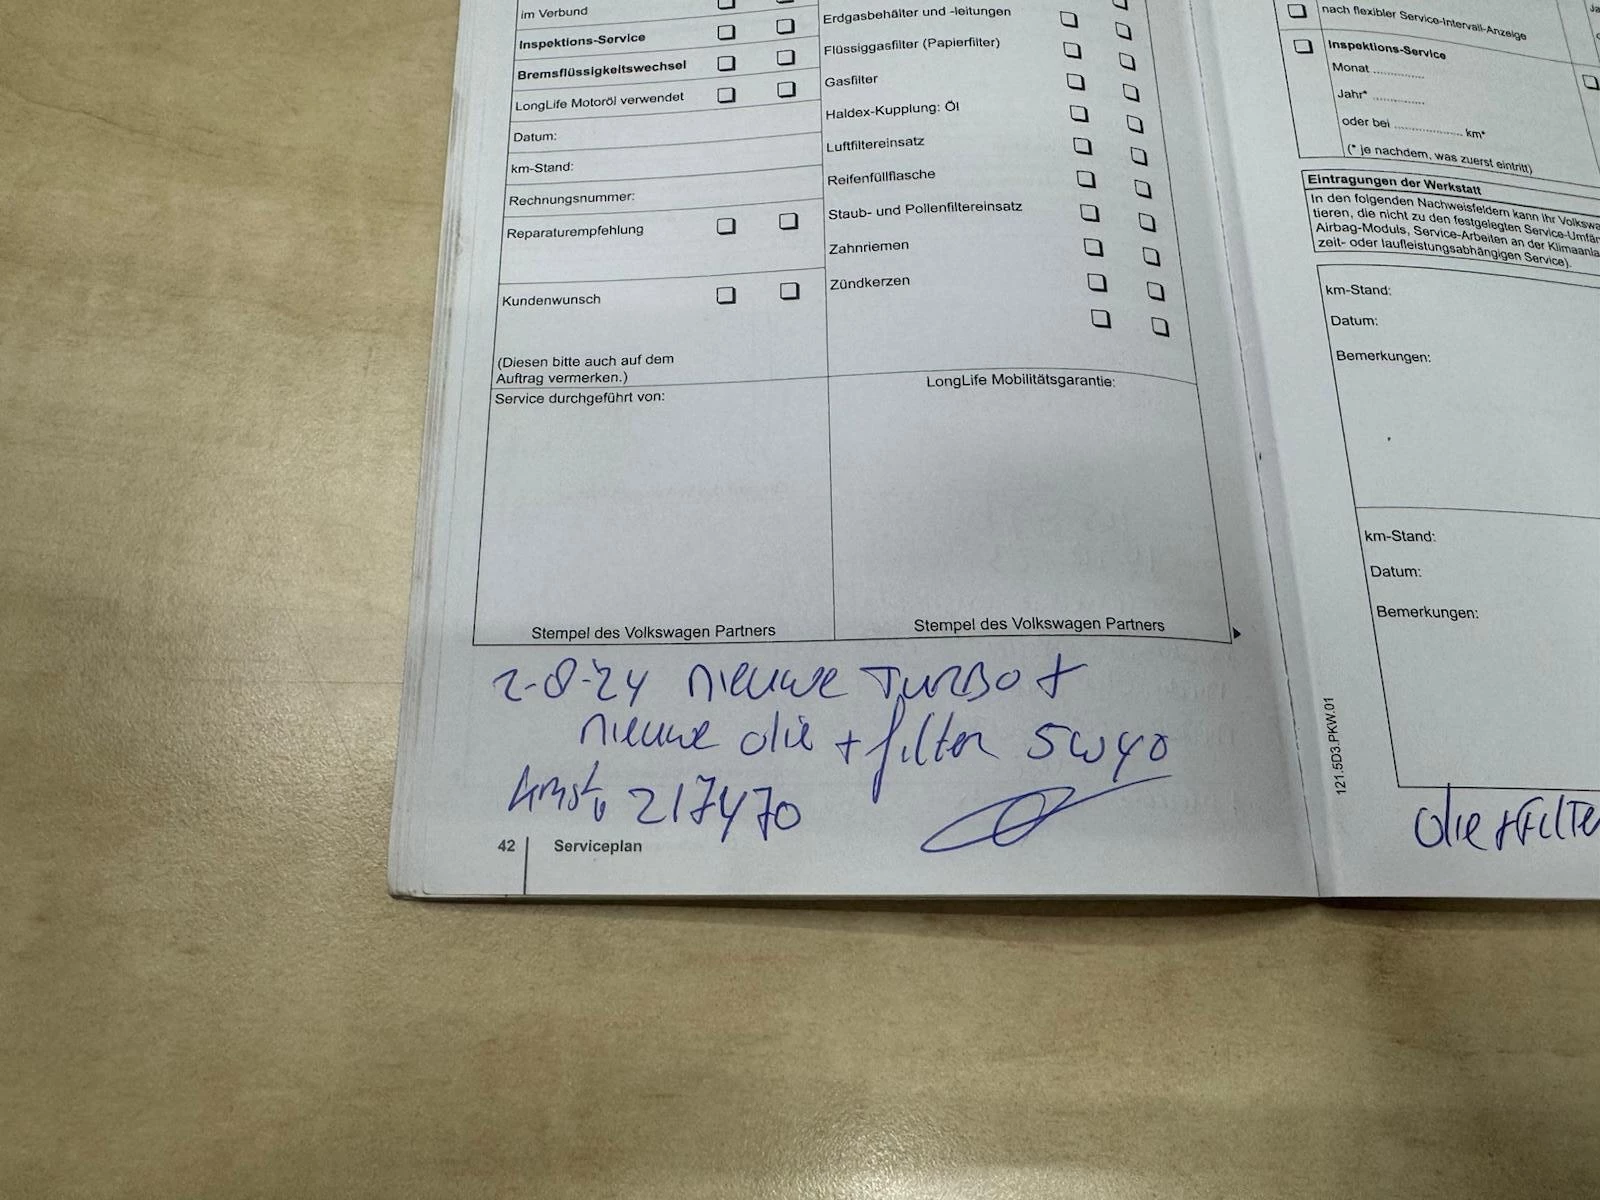 im Verbund
Inspektions-Service
Bremsflüssigkeitswechsel
LongLife Motoröl verwendet
Datum:
km-Stand:
Rechnungsnummer:
Reparaturempfehlung
Kundenwunsch
(Diesen bitte auch auf dem
Auftrag vermerken.)
Service durchgeführt von:
Stempel des Volkswagen Partners
Erdgasbehälter und -leitungen
Flüssiggasfilter (Papierfilter)
Gasfilter
Haldex-Kupplung: Öl
Luftfiltereinsatz
Reifenfüllflasche
Staub- und Pollenfiltereinsatz
Zahnriemen
Zündkerzen
LongLife Mobilitätsgarantie:
Stempel des Volkswagen Partners
2-8-'24 nieuwe Turbo +
nieuwe olie + filter 5w40
kmst. 217470
42 Serviceplan
nach flexibler Service-Intervall-Anzeige
Inspektions-Service
Monat ..............
Jahr* ..............
oder bei .................... km*
(* je nachdem, was zuerst eintritt)
Eintragungen der Werkstatt
In den folgenden Nachweisfeldern kann Ihr Volkswa
tieren, die nicht zu den festgelegten Service-Umfän
Airbag-Moduls, Service-Arbeiten an der Klimaanla
zeit- oder laufleistungsabhängigen Service).
km-Stand:
Datum:
Bemerkungen:
km-Stand:
Datum:
Bemerkungen:
121.5D3.PKW.01
olie + filte